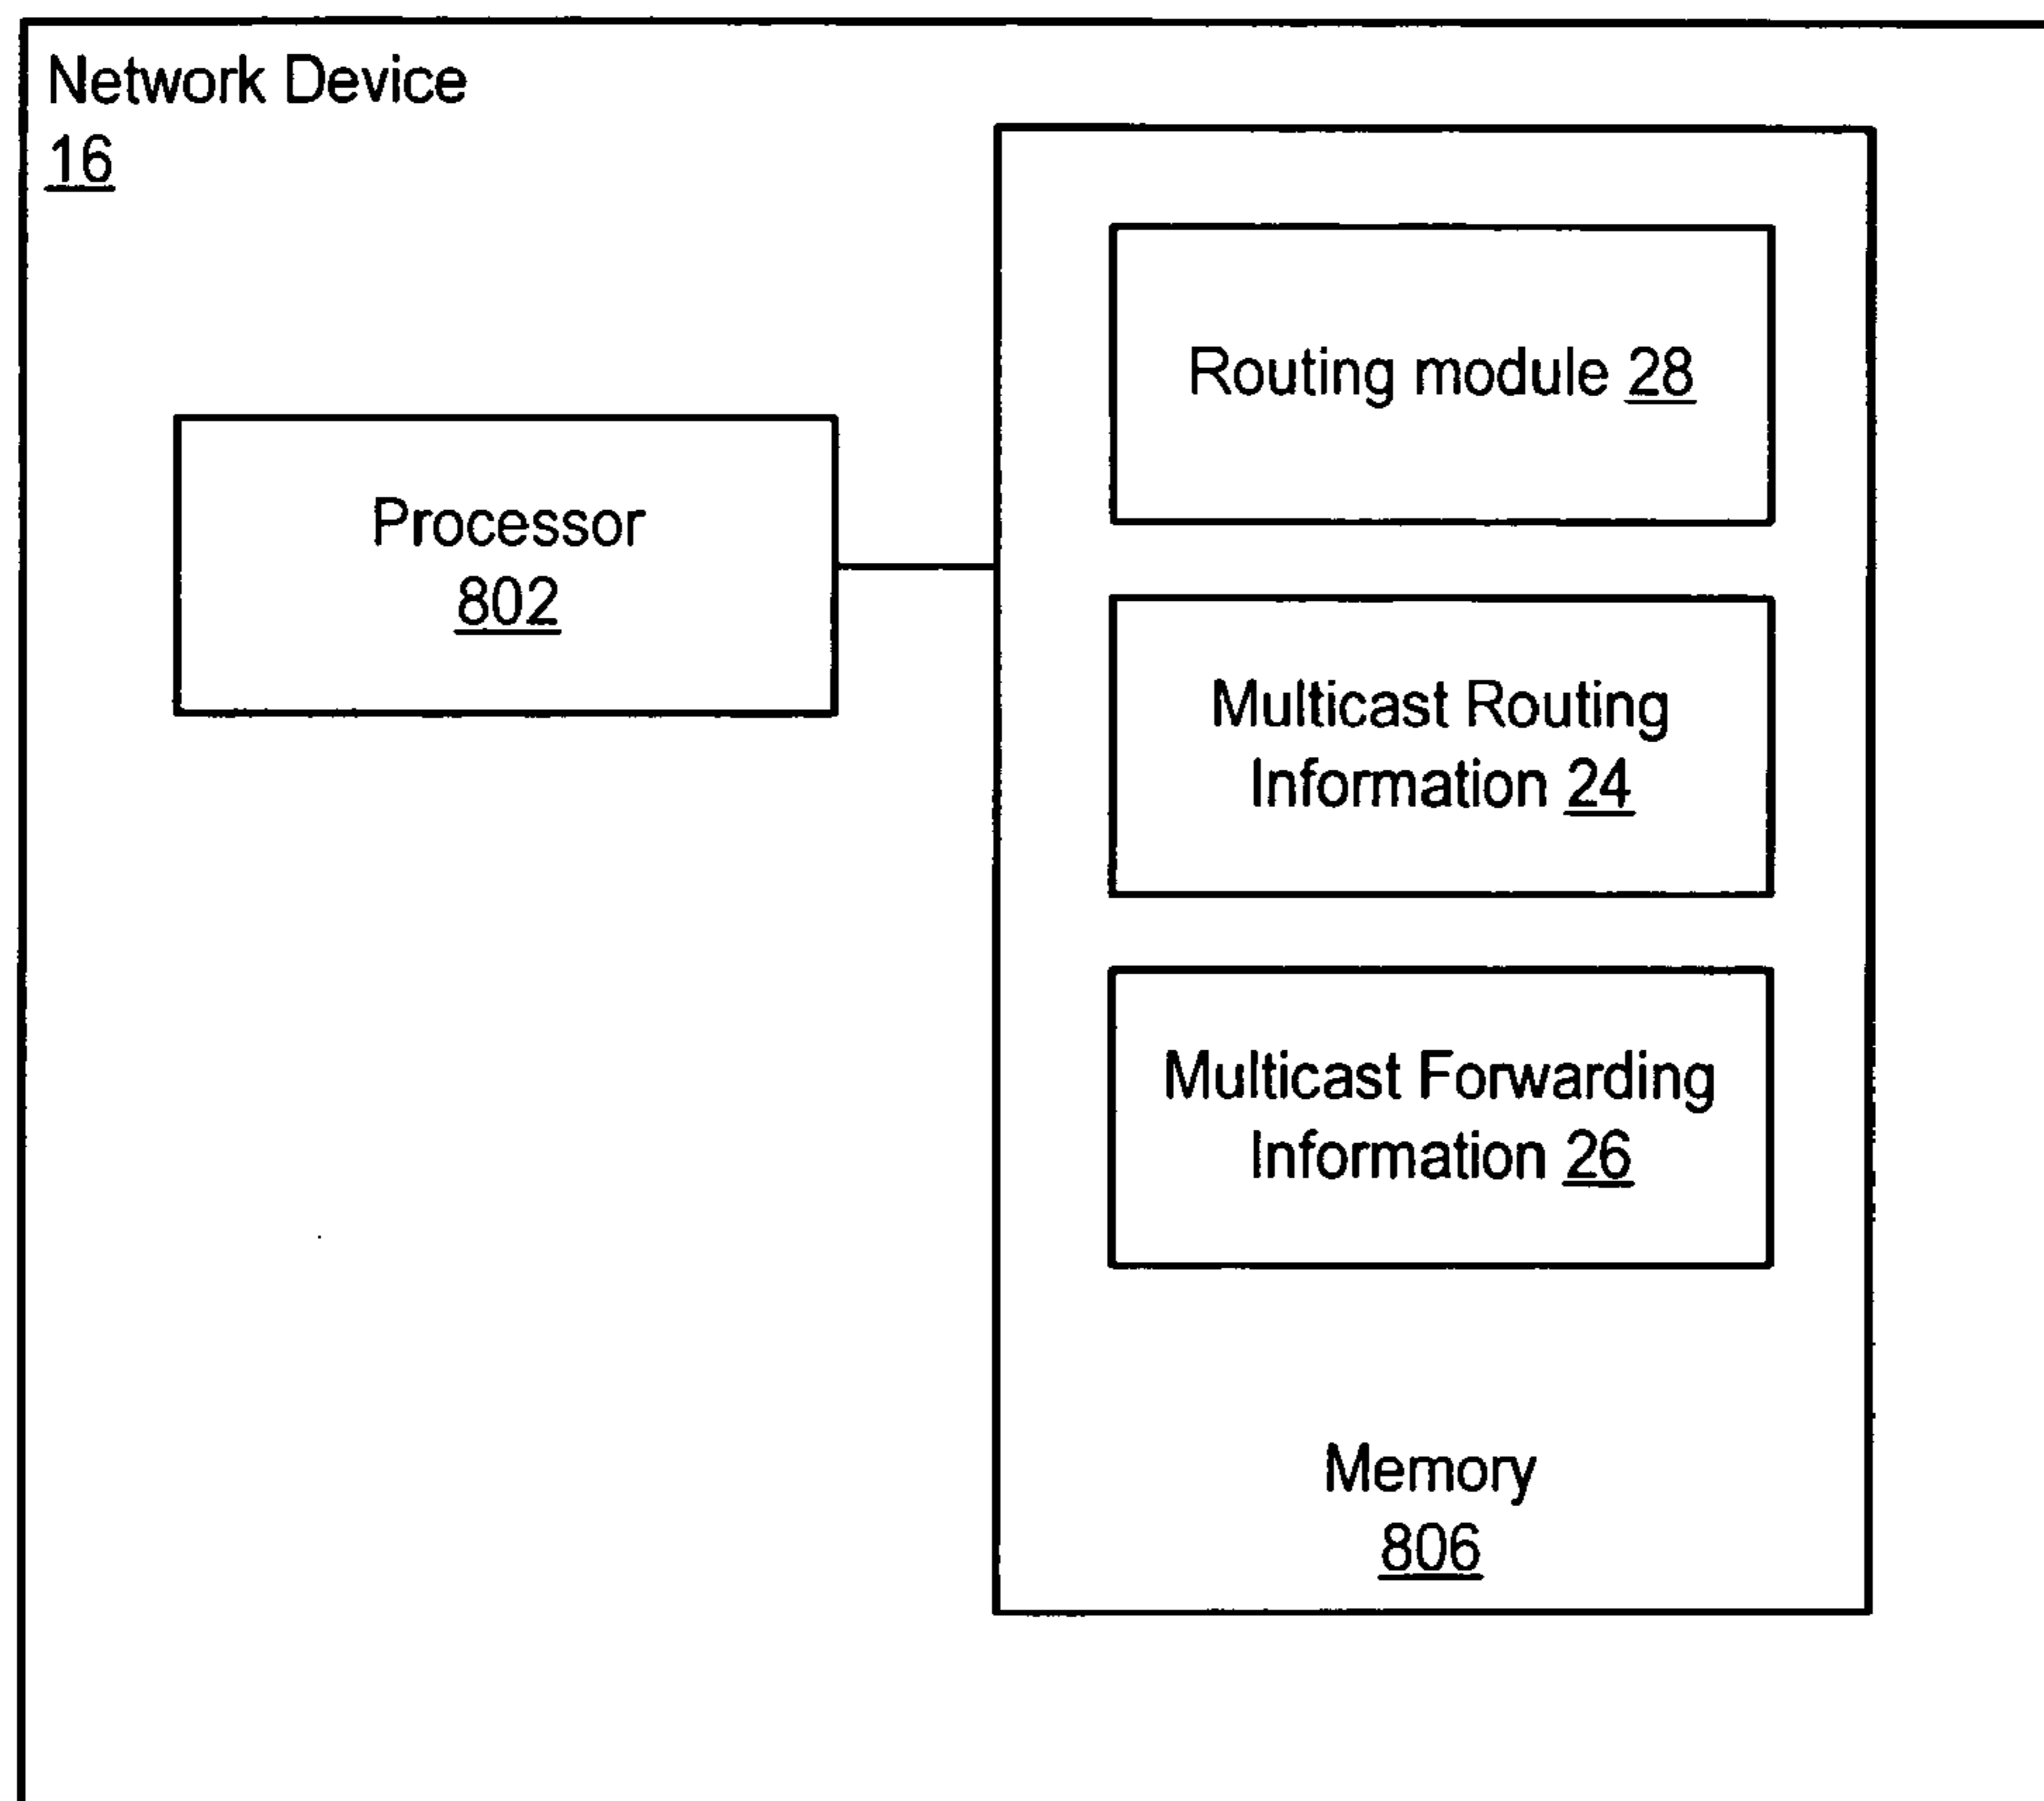 Network Device
16
Routing module 28
Processor
802
Multicast Routing
Information 24
Multicast Forwarding
Information 26
Memory
806